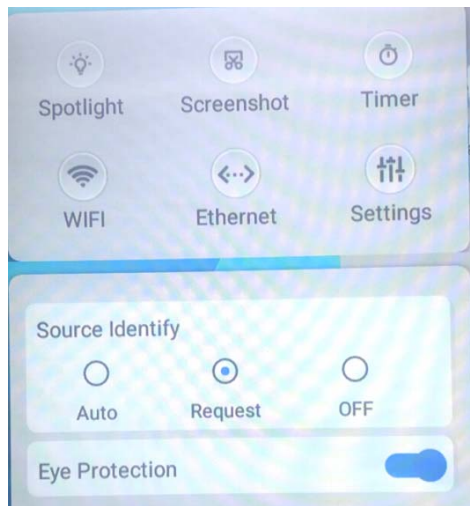 Spotlight Screenshot Timer
WIFI Ethernet Settings
Source Identify
Auto Request OFF
Eye Protection